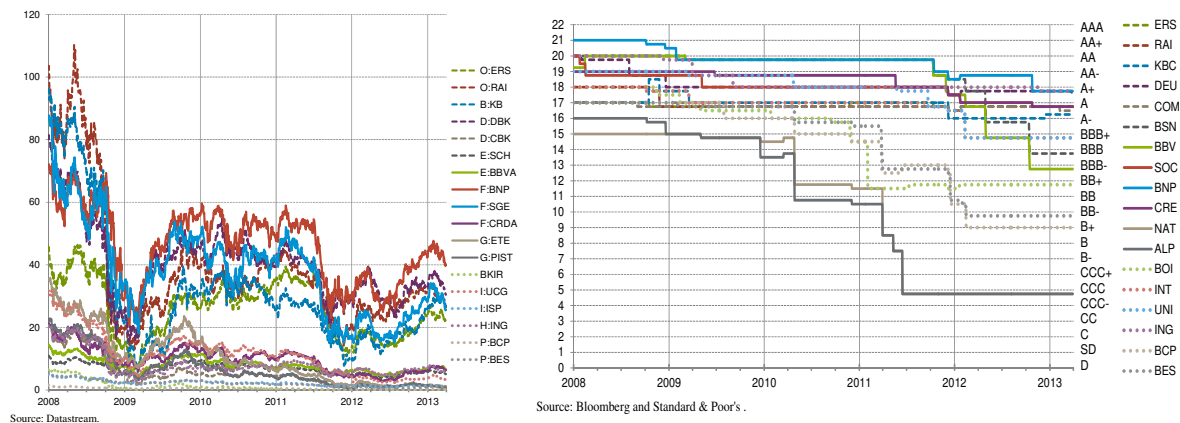 120
100
80
60
40
20
0
2008
2009
2010
2011
2012
2013
O:ERS
O:RAI
B:KB
D:DBK
D:CBK
E:SCH
E:BBVA
F:BNP
F:SGE
F:CRDA
G:ETE
G:PIST
BKIR
I:UCG
I:ISP
H:ING
P:BCP
P:BES
Source: Datastream.
22
21
20
19
18
17
16
15
14
13
12
11
10
9
8
7
6
5
4
3
2
1
0
2008
2009
2010
2011
2012
2013
AAA
AA+
AA
AA-
A+
A
A-
BBB+
BBB
BBB-
BB+
BB
BB-
B+
B
B-
CCC+
CCC
CCC-
CC
C
SD
D
ERS
RAI
KBC
DEU
COM
BSN
BBV
SOC
BNP
CRE
NAT
ALP
BOI
INT
UNI
ING
BCP
BES
Source: Bloomberg and Standard & Poor's .